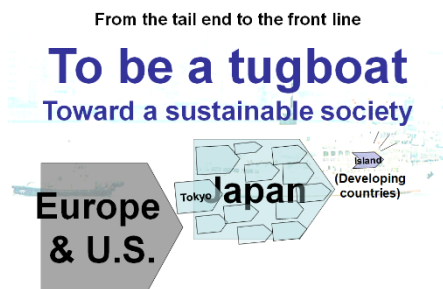 From the tail end to the front line
To be a tugboat
Toward a sustainable society
Europe
& U.S.
Tokyo
Japan
Island
(Developing
countries)